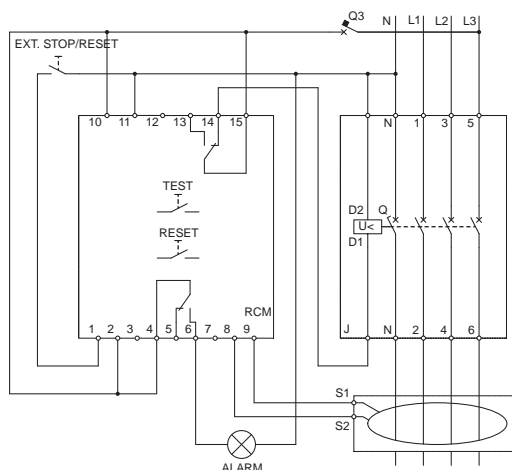 Q3 N L1 L2 L3
EXT. STOP/RESET
10 11 12 13 14 15 N 1 3 5
TEST
D2 Q
U<
D1
RESET
RCM
1 2 3 4 5 6 7 8 9 J N 2 4 6
S1
S2
ALARM